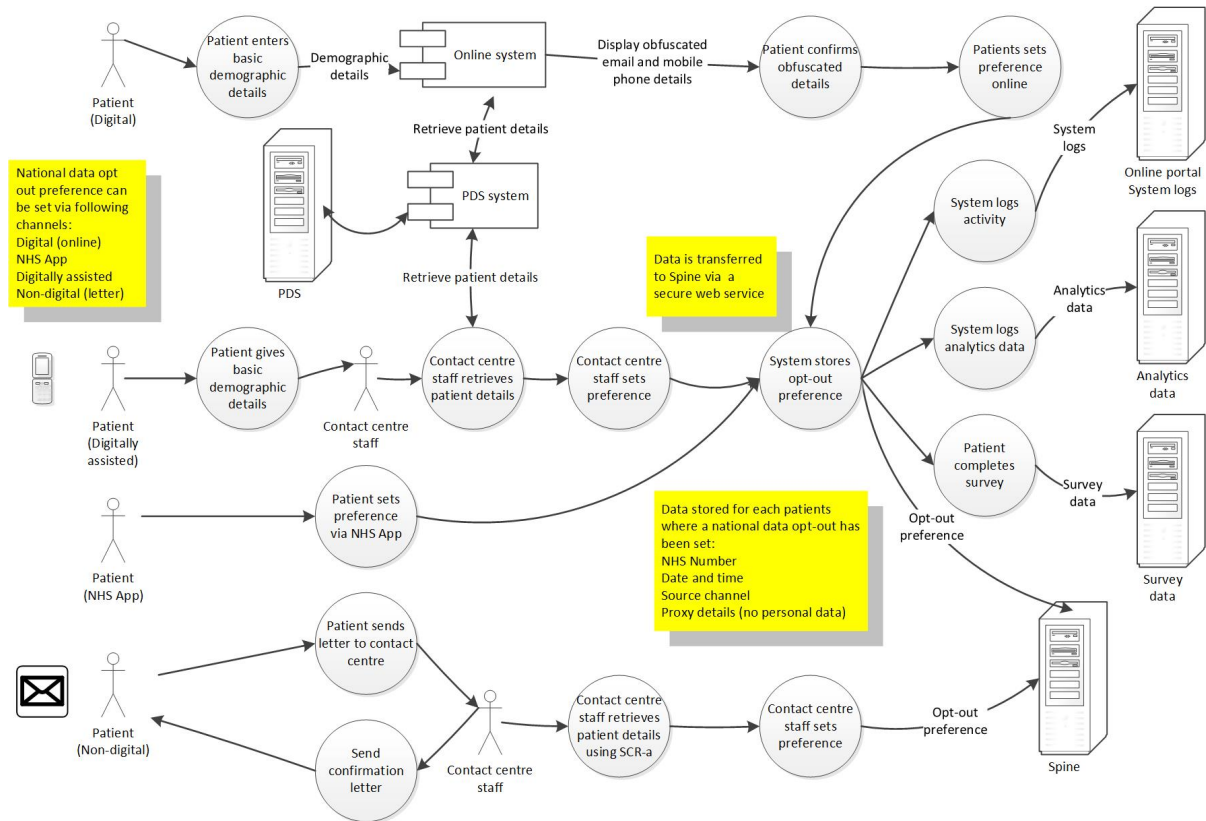 Patient
(Digital)
Patient enters
basic
demographic
details
Demographic
details
Online system
Display obfuscated
email and mobile
phone details
Patient confirms
obfuscated
details
Patients sets
preference
online
System
logs
Online portal
System logs
Retrieve patient details
PDS system
PDS
Retrieve patient details
National data opt
out preference can
be set via following
channels:
Digital (online)
NHS App
Digitally assisted
Non-digital (letter)
Data is transferred
to Spine via a
secure web service
System logs
activity
Analytics
data
System logs
analytics data
Analytics
data
Patient
(Digitally
assisted)
Patient gives
basic
demographic
details
Contact centre
staff
Contact centre
staff retrieves
patient details
Contact centre
staff sets
preference
System stores
opt-out
preference
Patient
completes
survey
Survey
data
Survey
data
Patient
(NHS App)
Patient sets
preference
via NHS App
Data stored for each patients
where a national data opt-out has
been set:
NHS Number
Date and time
Source channel
Proxy details (no personal data)
Opt-out
preference
Patient
(Non-digital)
Patient sends
letter to contact
centre
Send
confirmation
letter
Contact centre
staff
Contact centre
staff retrieves
patient details
using SCR-a
Contact centre
staff sets
preference
Opt-out
preference
Spine